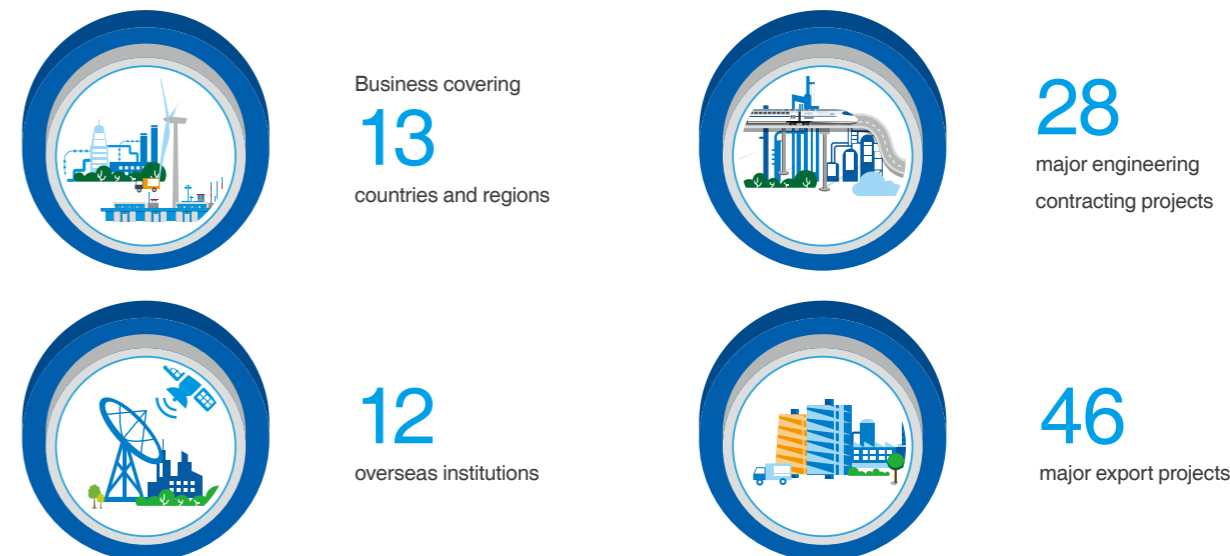 Business covering
13
countries and regions
28
major engineering
contracting projects
12
overseas institutions
46
major export projects